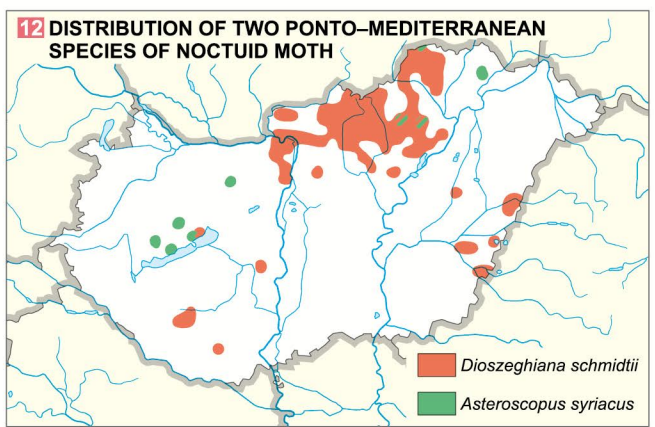 12 DISTRIBUTION OF TWO PONTO–MEDITERRANEAN
SPECIES OF NOCTUID MOTH
Dioszeghiana schmidtii
Asteroscopus syriacus